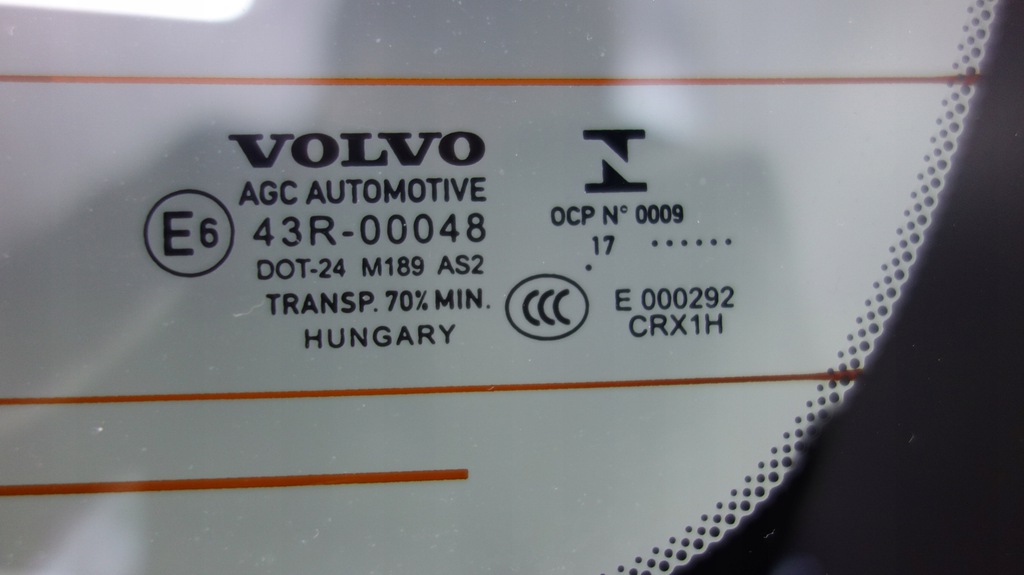 VOLVO
AGC AUTOMOTIVE
E6
43R-00048
DOT-24 M189 AS2
TRANSP. 70% MIN.
HUNGARY
OCP N° 0009
17 ······
.
CCC
E 000292
CRX1H